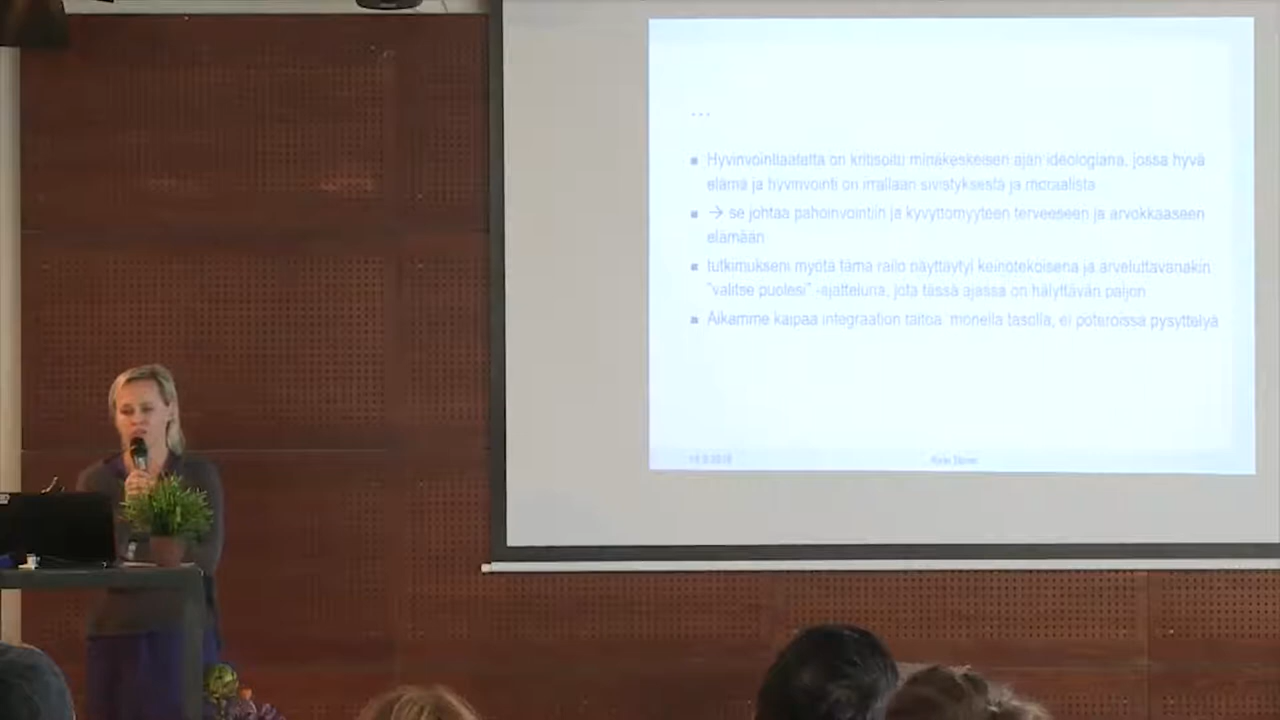 ...
Hyvinvointiaatetta on kritisoitu minäkeskeisen ajan ideologiana, jossa hyvä
elämä ja hyvinvointi on irrallaan sivistyksestä ja moraalista
→ se johtaa pahoinvointiin ja kyvyttömyyteen terveeseen ja arvokkaaseen
elämään
tutkimukseni myötä tämä railo näyttäytyi keinotekoisena ja arveluttavanakin
"valitse puolesi" -ajatteluna, jota tässä ajassa on hälyttävän paljon
Aikamme kaipaa integraation taitoa monella tasolla, ei poteroissa pysyttelyä